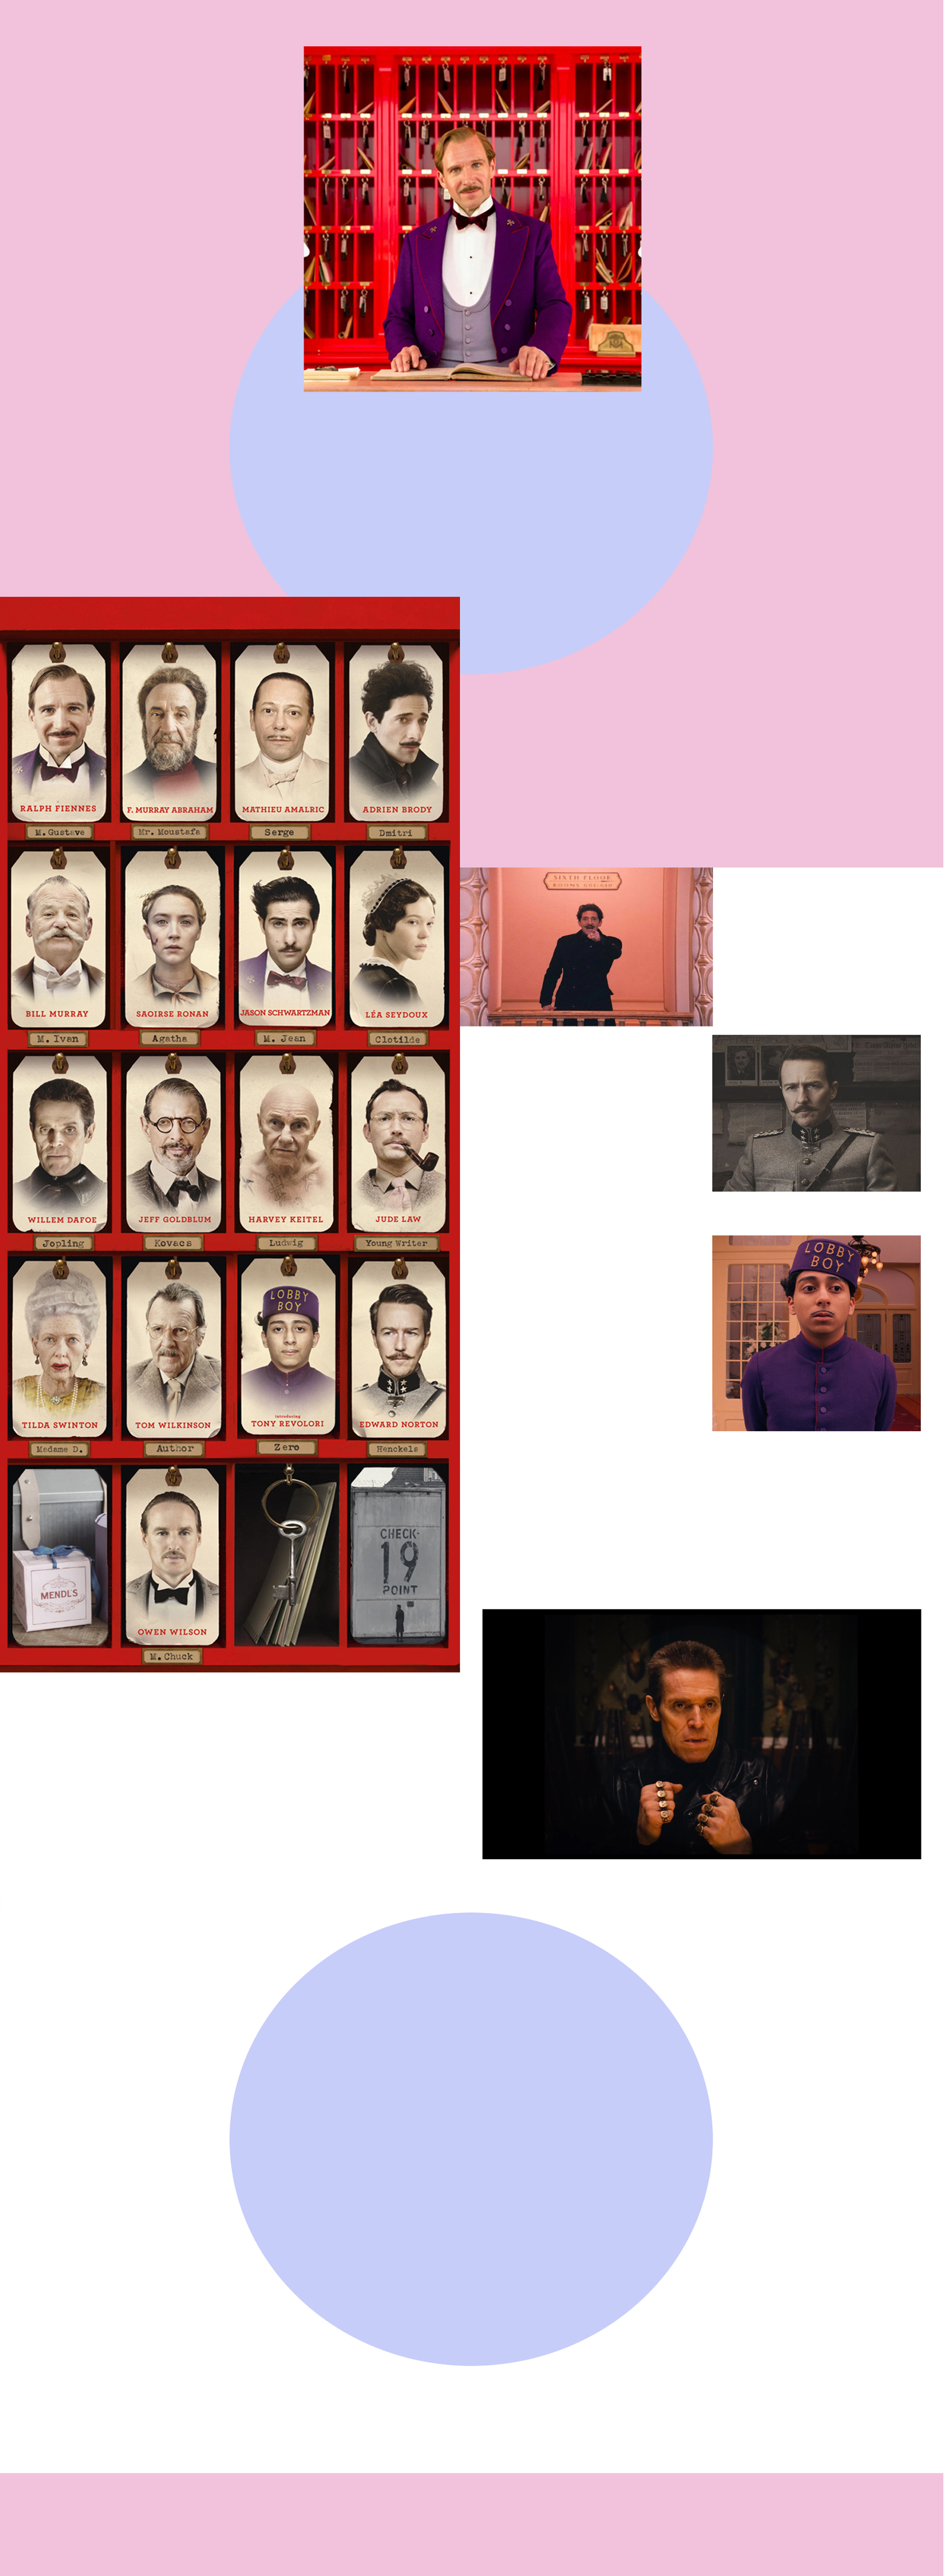 RALPH FIENNES
F. MURRAY ABRAHAM
MATHIEU AMALRIC
ADRIEN BRODY
M. Gustave
Mr. Moustafa
Serge
Dmitri
BILL MURRAY
SAOIRSE RONAN
JASON SCHWARTZMAN
LÉA SEYDOUX
M. Ivan
Agatha
M. Jean
Clotilde
SIXTH FLOOR
WILLEM DAFOE
JEFF GOLDBLUM
HARVEY KEITEL
JUDE LAW
Jopling
Kovacs
Ludwig
Young Writer
LOBBY
BOY
LOBBY
BOY
TILDA SWINTON
TOM WILKINSON
introducing
TONY REVOLORI
EDWARD NORTON
Madame D.
Author
Zero
Henckels
MENDL'S
OWEN WILSON
CHECK-
19
POINT
M. Chuck